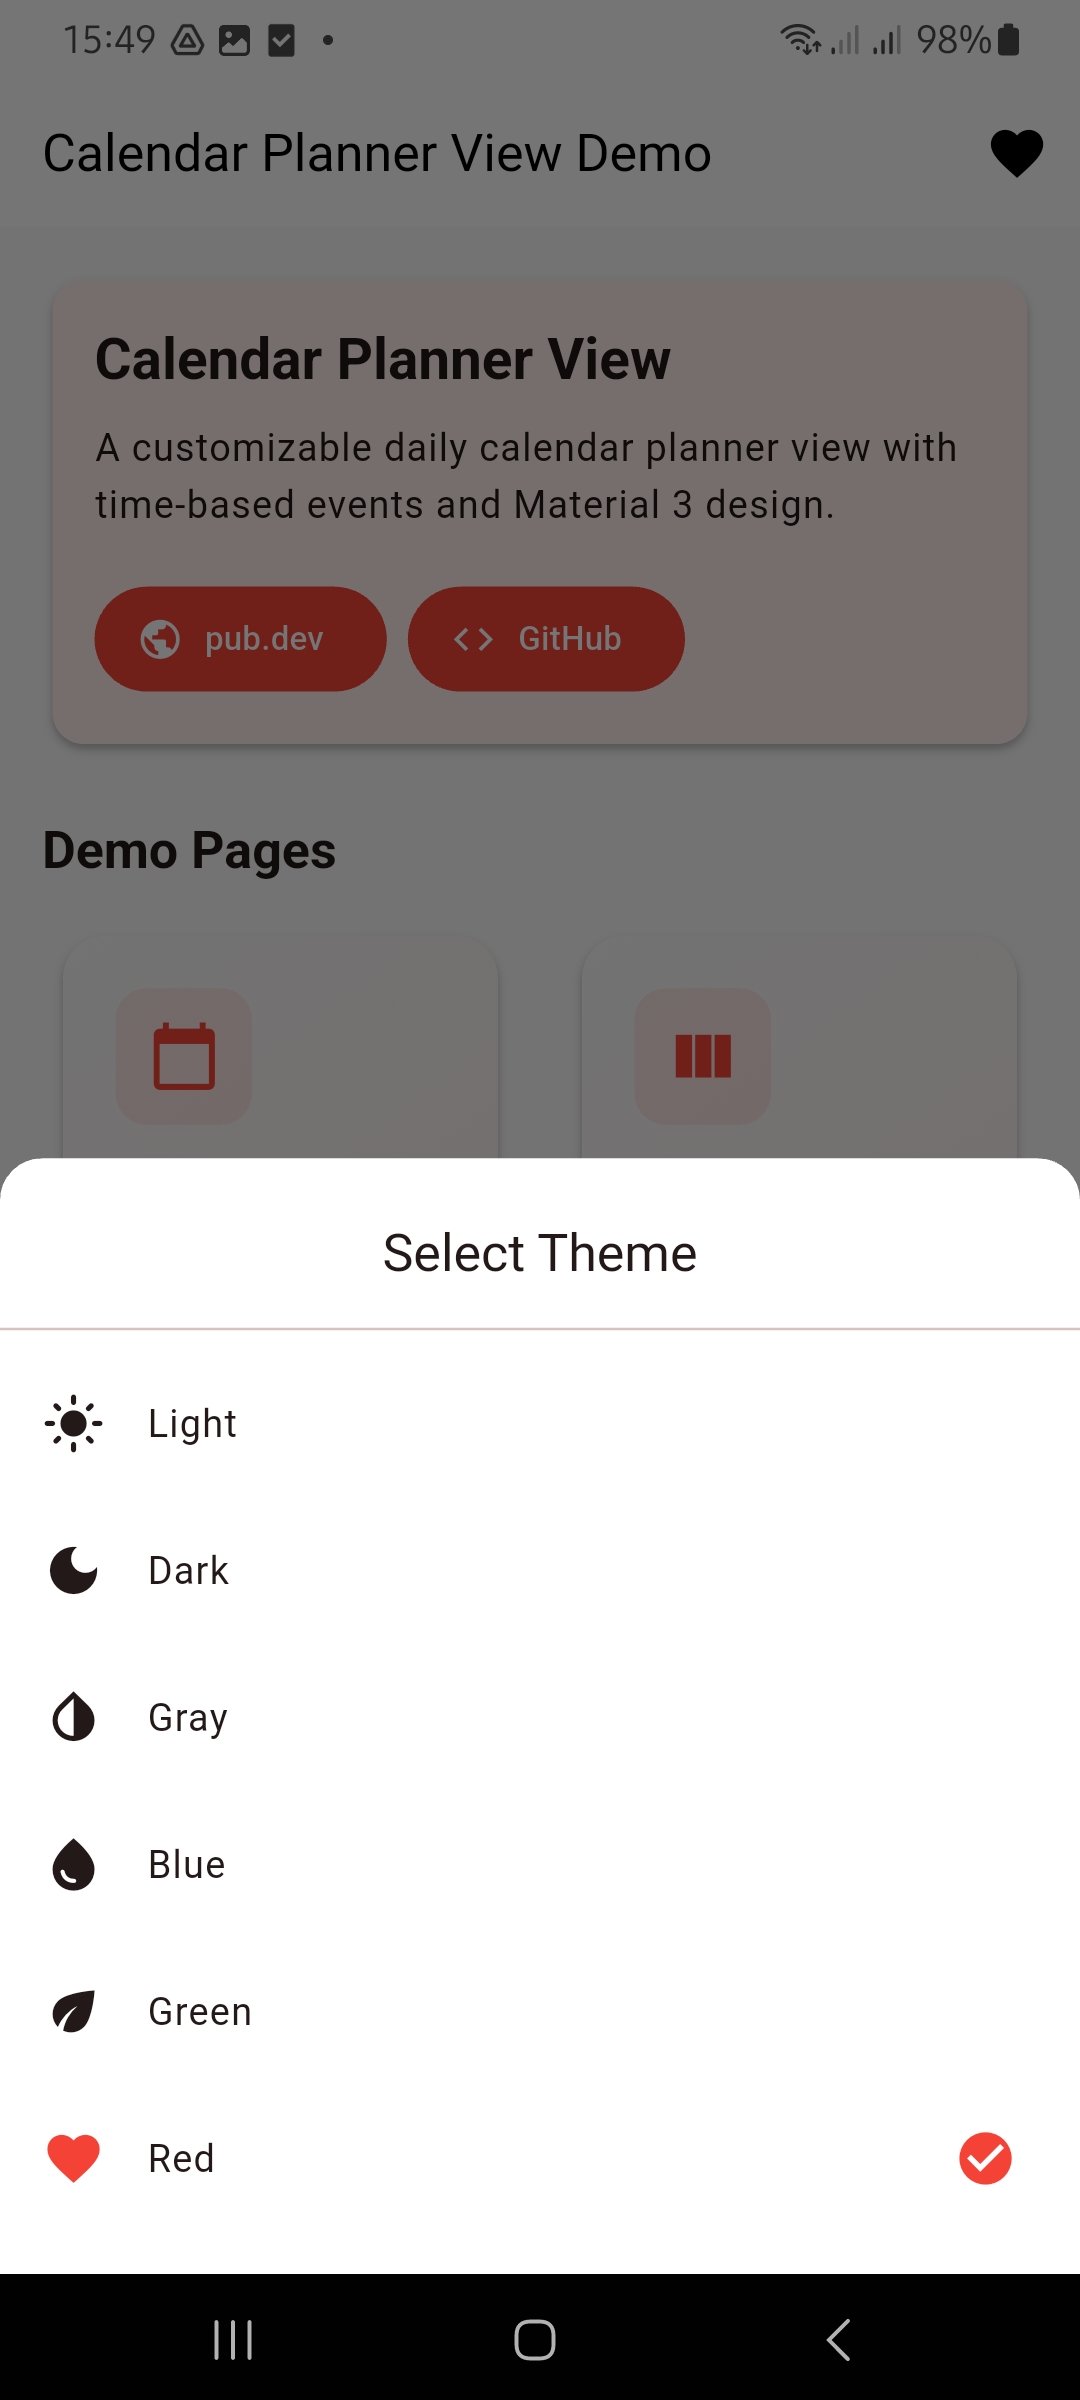 15:49
98%
Calendar Planner View Demo
Calendar Planner View
A customizable daily calendar planner view with
time-based events and Material 3 design.
pub.dev
GitHub
Demo Pages
Select Theme
Light
Dark
Gray
Blue
Green
Red